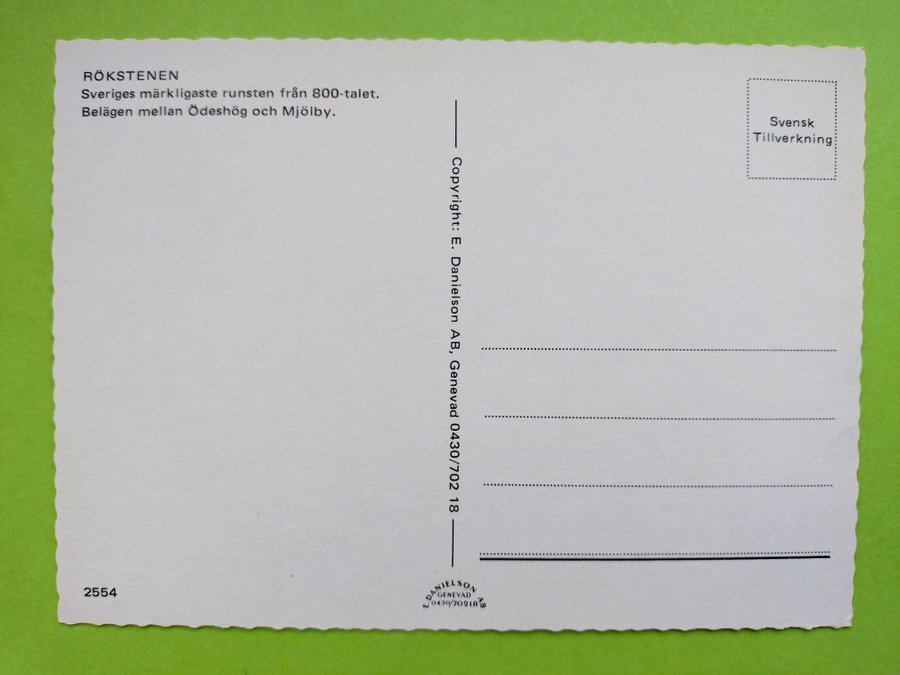 RÖKSTENEN
Sveriges märkligaste runsten från 800-talet.
Belägen mellan Ödeshög och Mjölby.
Svensk
Tillverkning
Copyright: E. Danielson AB, Genevad 0430/702 18
2554
E. DANIELSON AB
GENEVAD
0430/70218